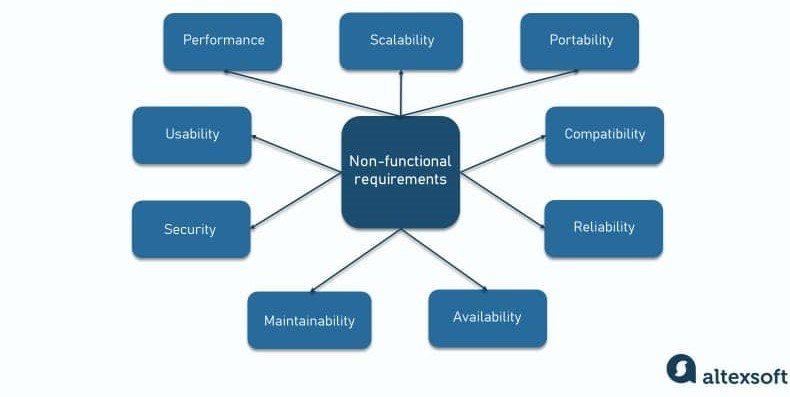 Performance
Scalability
Portability
Usability
Compatibility
Non-functional
requirements
Security
Reliability
Maintainability
Availability
altexsoft